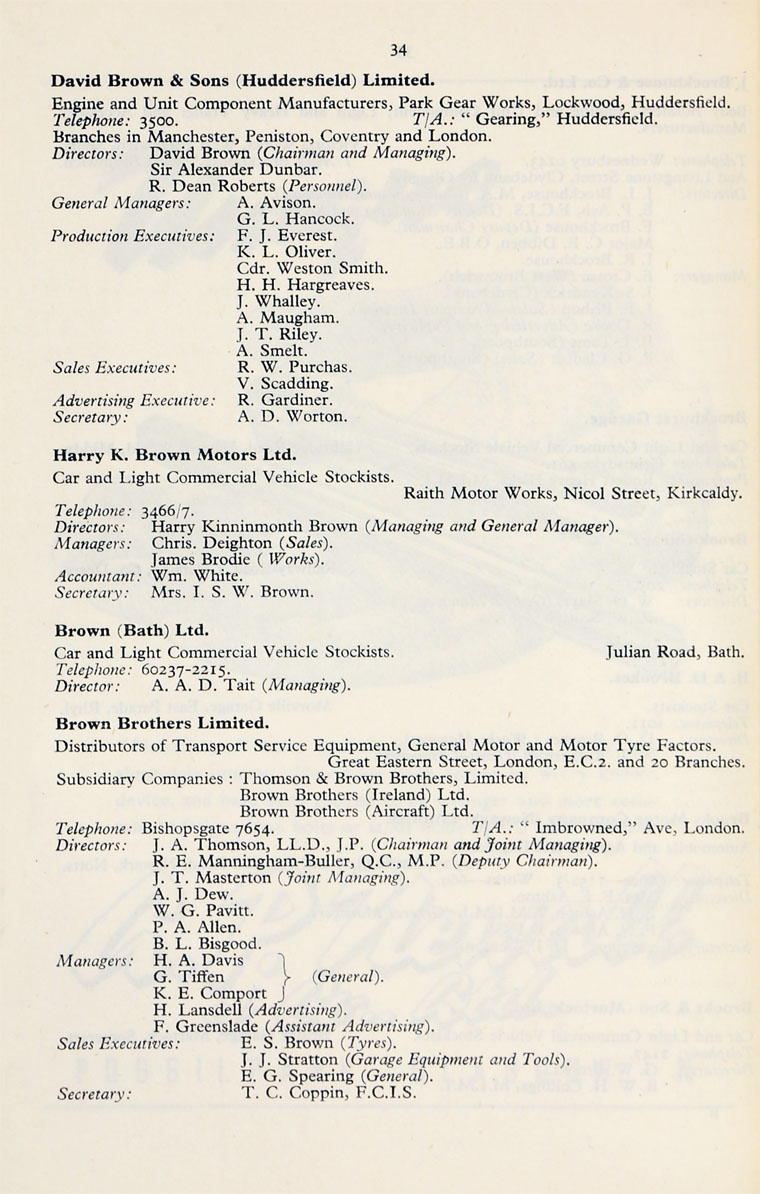 34
David Brown & Sons (Huddersfield) Limited.
Engine and Unit Component Manufacturers, Park Gear Works, Lockwood, Huddersfield.
Telephone: 3500. T/A.: “ Gearing,” Huddersfield.
Branches in Manchester, Peniston, Coventry and London.
Directors: David Brown (Chairman and Managing).
Sir Alexander Dunbar.
R. Dean Roberts (Personnel).
General Managers: A. Avison.
G. L. Hancock.
Production Executives: F. J. Everest.
K. L. Oliver.
Cdr. Weston Smith.
H. H. Hargreaves.
J. Whalley.
A. Maugham.
J. T. Riley.
A. Smelt.
Sales Executives: R. W. Purchas.
V. Scadding.
Advertising Executive: R. Gardiner.
Secretary: A. D. Worton.
Harry K. Brown Motors Ltd.
Car and Light Commercial Vehicle Stockists.
Raith Motor Works, Nicol Street, Kirkcaldy.
Telephone: 3466/7.
Directors: Harry Kinninmonth Brown (Managing and General Manager).
Managers: Chris. Deighton (Sales).
James Brodie ( Works).
Accountant: Wm. White.
Secretary: Mrs. I. S. W. Brown.
Brown (Bath) Ltd.
Car and Light Commercial Vehicle Stockists. Julian Road, Bath.
Telephone: 60237-2215.
Director: A. A. D. Tait (Managing).
Brown Brothers Limited.
Distributors of Transport Service Equipment, General Motor and Motor Tyre Factors.
Great Eastern Street, London, E.C.2. and 20 Branches.
Subsidiary Companies : Thomson & Brown Brothers, Limited.
Brown Brothers (Ireland) Ltd.
Brown Brothers (Aircraft) Ltd.
Telephone: Bishopsgate 7654. T/A.: “ Imbrowned,” Ave, London.
Directors: J. A. Thomson, LL.D., J.P. (Chairman and Joint Managing).
R. E. Manningham-Buller, Q.C., M.P. (Deputy Chairman).
J. T. Masterton (Joint Managing).
A. J. Dew.
W. G. Pavitt.
P. A. Allen.
B. L. Bisgood.
Managers: H. A. Davis
G. Tiffen } (General).
K. E. Comport
H. Lansdell (Advertising).
F. Greenslade (Assistant Advertising).
Sales Executives: E. S. Brown (Tyres).
J. J. Stratton (Garage Equipment and Tools).
E. G. Spearing (General).
Secretary: T. C. Coppin, F.C.I.S.